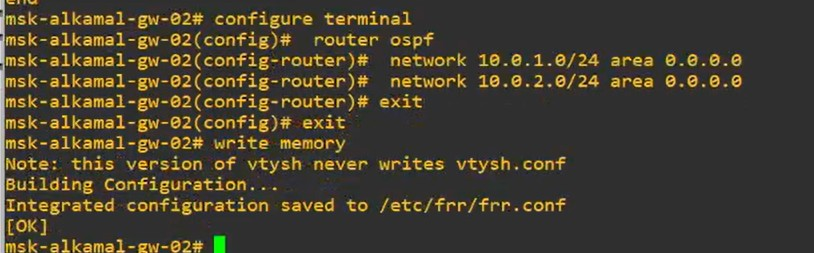 end
msk-alkamal-gw-02# configure terminal
msk-alkamal-gw-02(config)#  router ospf
msk-alkamal-gw-02(config-router)#  network 10.0.1.0/24 area 0.0.0.0
msk-alkamal-gw-02(config-router)#  network 10.0.2.0/24 area 0.0.0.0
msk-alkamal-gw-02(config-router)# exit
msk-alkamal-gw-02(config)# exit
msk-alkamal-gw-02# write memory
Note: this version of vtysh never writes vtysh.conf
Building Configuration...
Integrated configuration saved to /etc/frr/frr.conf
[OK]
msk-alkamal-gw-02#